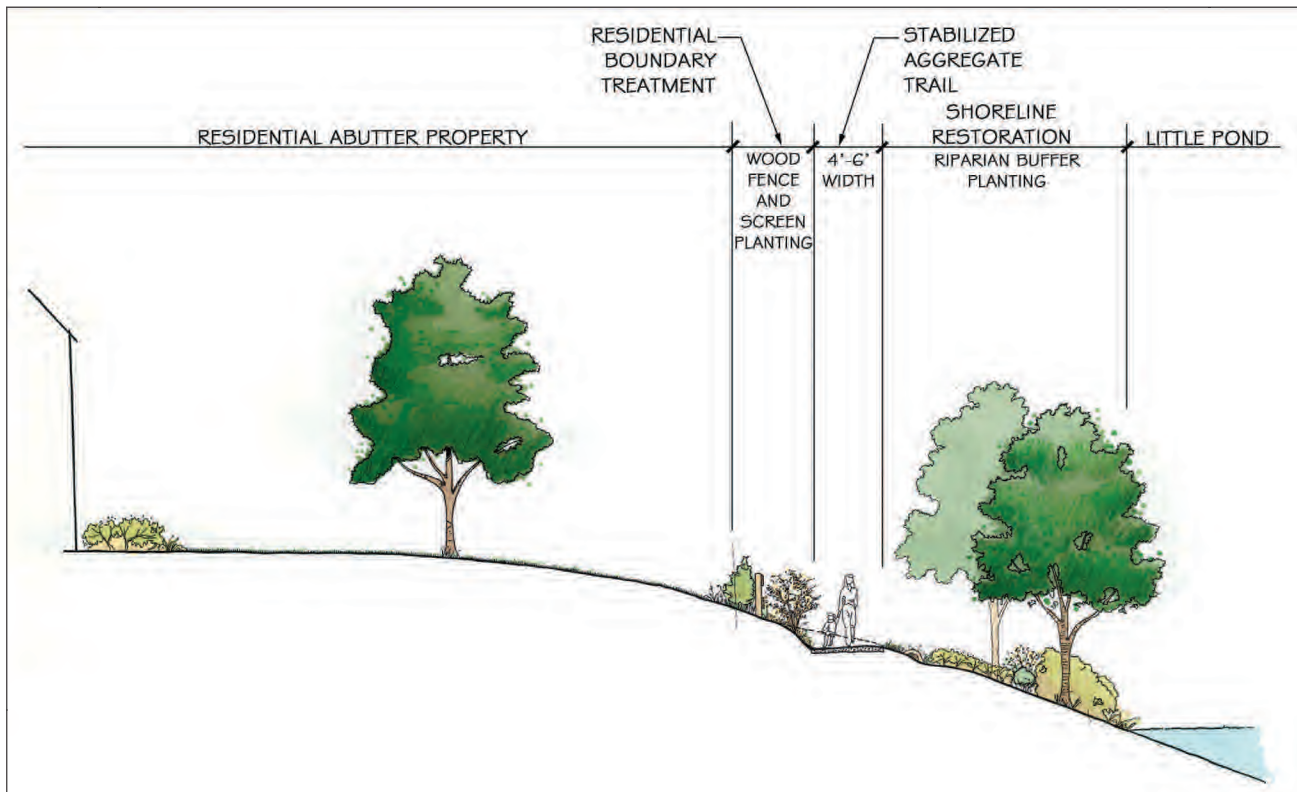 RESIDENTIAL
BOUNDARY
TREATMENT
STABILIZED
AGGREGATE
TRAIL
RESIDENTIAL ABUTTER PROPERTY
WOOD
FENCE
AND
SCREEN
PLANTING
4'-6'
WIDTH
SHORELINE
RESTORATION
RIPARIAN BUFFER
PLANTING
LITTLE POND